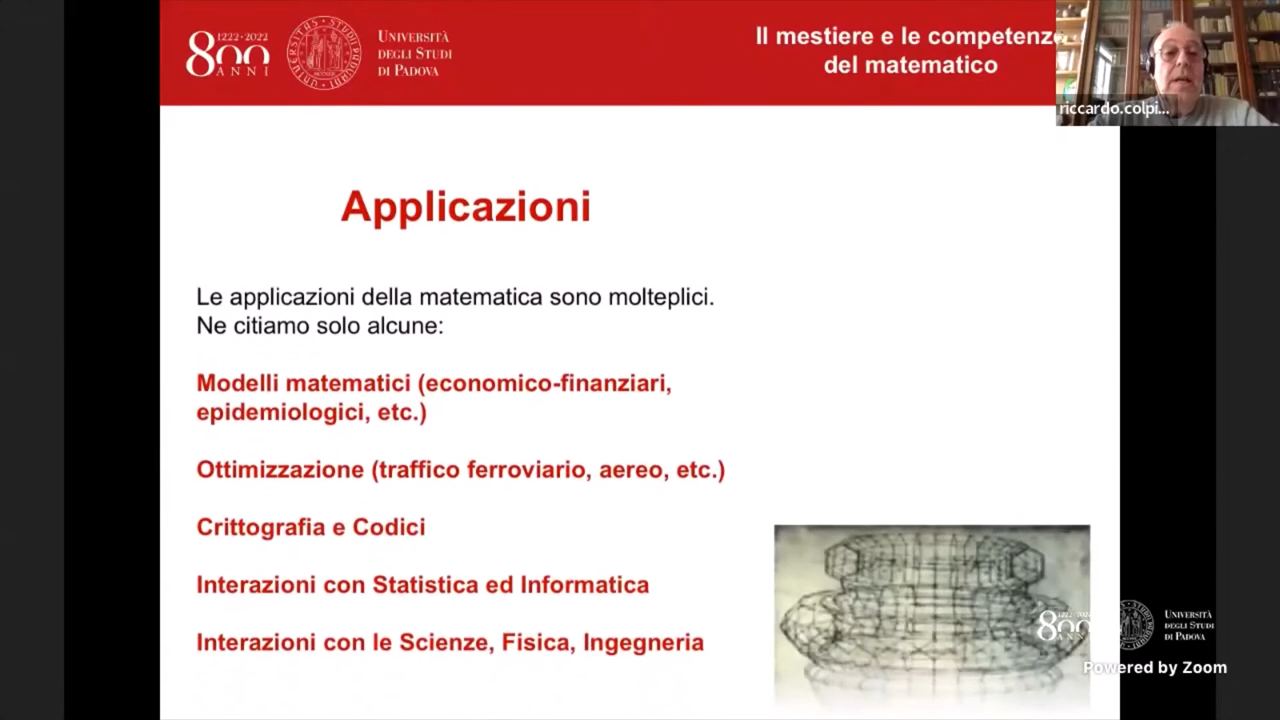 1222·2022
800
ANNI
UNIVERSITÀ
DEGLI STUDI
DI PADOVA
Il mestiere e le competenze
del matematico
riccardo.colpi...
Applicazioni
Le applicazioni della matematica sono molteplici.
Ne citiamo solo alcune:
Modelli matematici (economico-finanziari,
epidemiologici, etc.)
Ottimizzazione (traffico ferroviario, aereo, etc.)
Crittografia e Codici
Interazioni con Statistica ed Informatica
Interazioni con le Scienze, Fisica, Ingegneria
800
ANNI
UNIVERSITÀ
DEGLI STUDI
DI PADOVA
Powered by Zoom